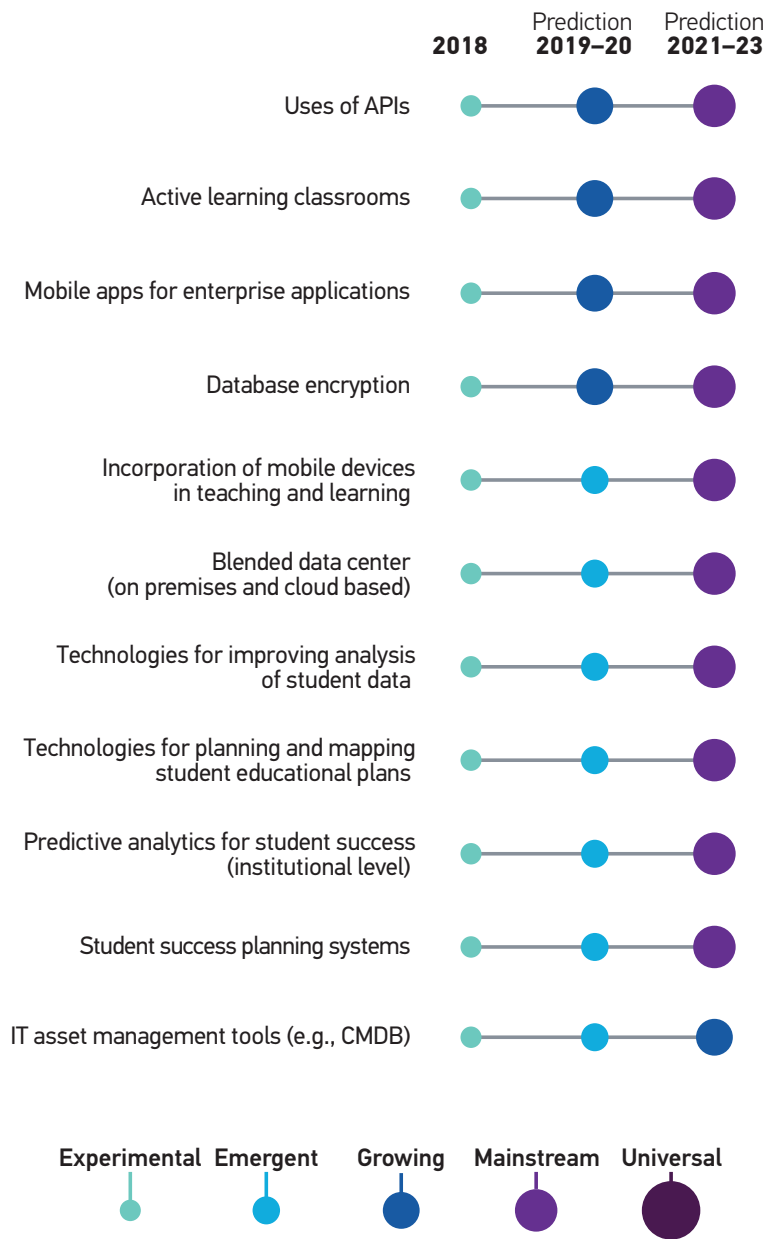 Prediction Prediction
2018 2019–20 2021–23
Uses of APIs
Active learning classrooms
Mobile apps for enterprise applications
Database encryption
Incorporation of mobile devices
in teaching and learning
Blended data center
(on premises and cloud based)
Technologies for improving analysis
of student data
Technologies for planning and mapping
student educational plans
Predictive analytics for student success
(institutional level)
Student success planning systems
IT asset management tools (e.g., CMDB)
Experimental Emergent Growing Mainstream Universal